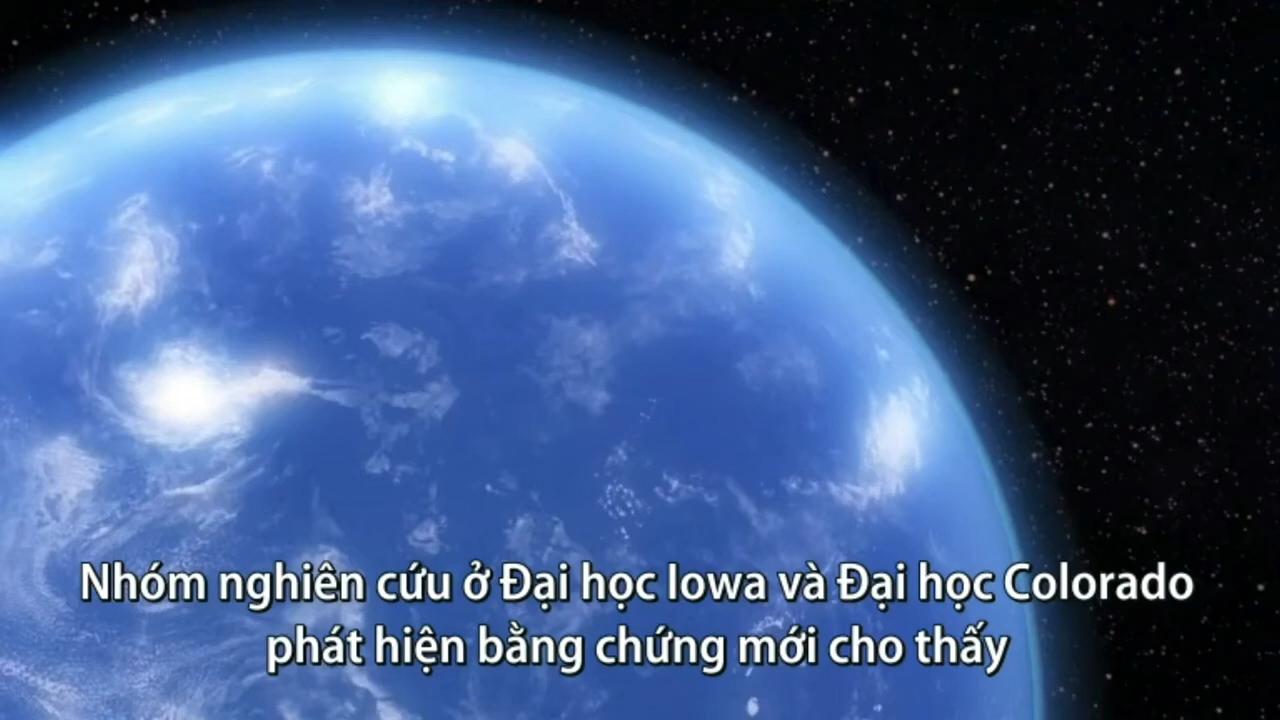 Nhóm nghiên cứu ở Đại học Iowa và Đại học Colorado
phát hiện bằng chứng mới cho thấy